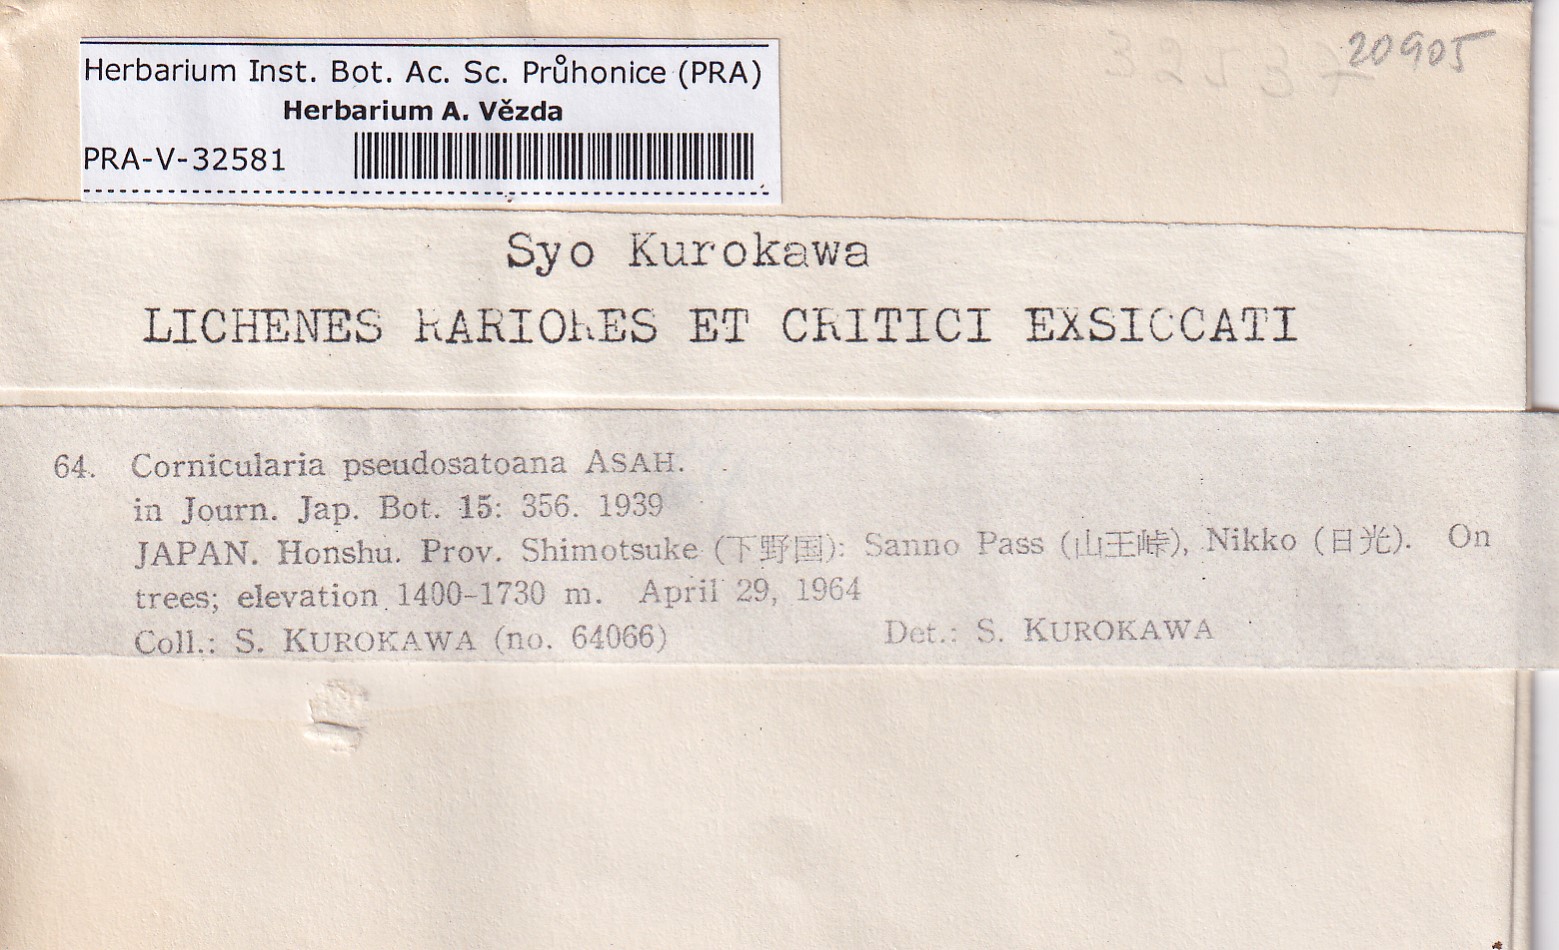 32537 20905
Herbarium Inst. Bot. Ac. Sc. Průhonice (PRA)
Herbarium A. Vězda
PRA-V-32581
Syo Kurokawa
LICHENES RARIORES ET CRITICI EXSICCATI
64. Cornicularia pseudosatoana ASAH.
in Journ. Jap. Bot. 15: 356. 1939
JAPAN. Honshu. Prov. Shimotsuke (下野国): Sanno Pass (山王峠), Nikko (日光). On
trees; elevation 1400-1730 m. April 29, 1964
Coll.: S. KUROKAWA (no. 64066) Det.: S. KUROKAWA